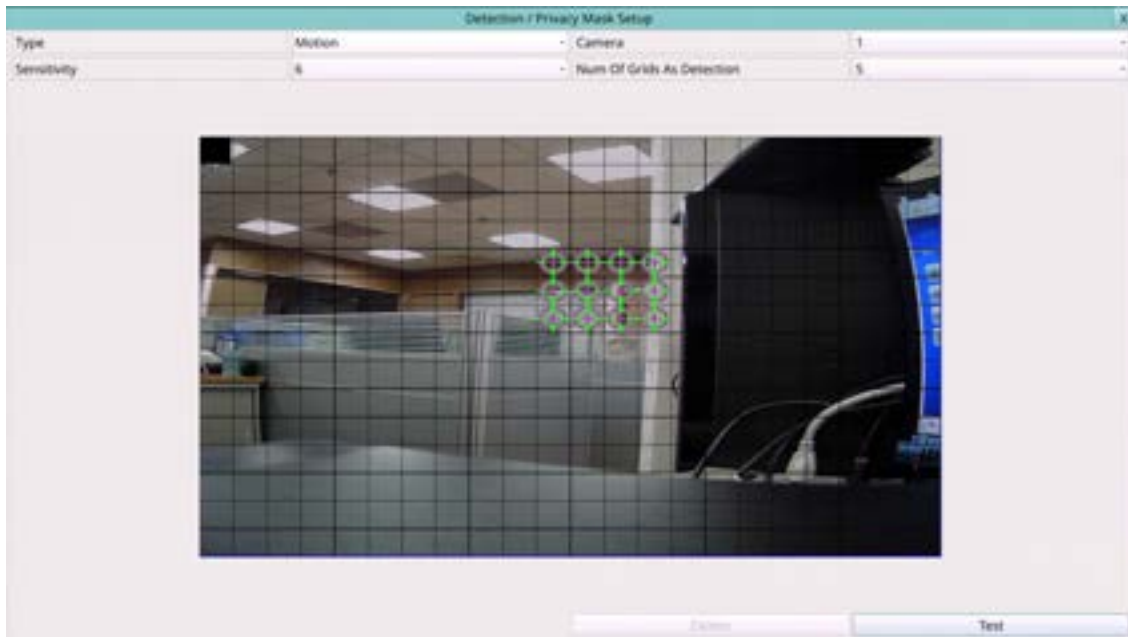 Detection / Privacy Mask Setup X
Type Motion Camera 1
Sensitivity 6 Num Of Grids As Detection 5
Test